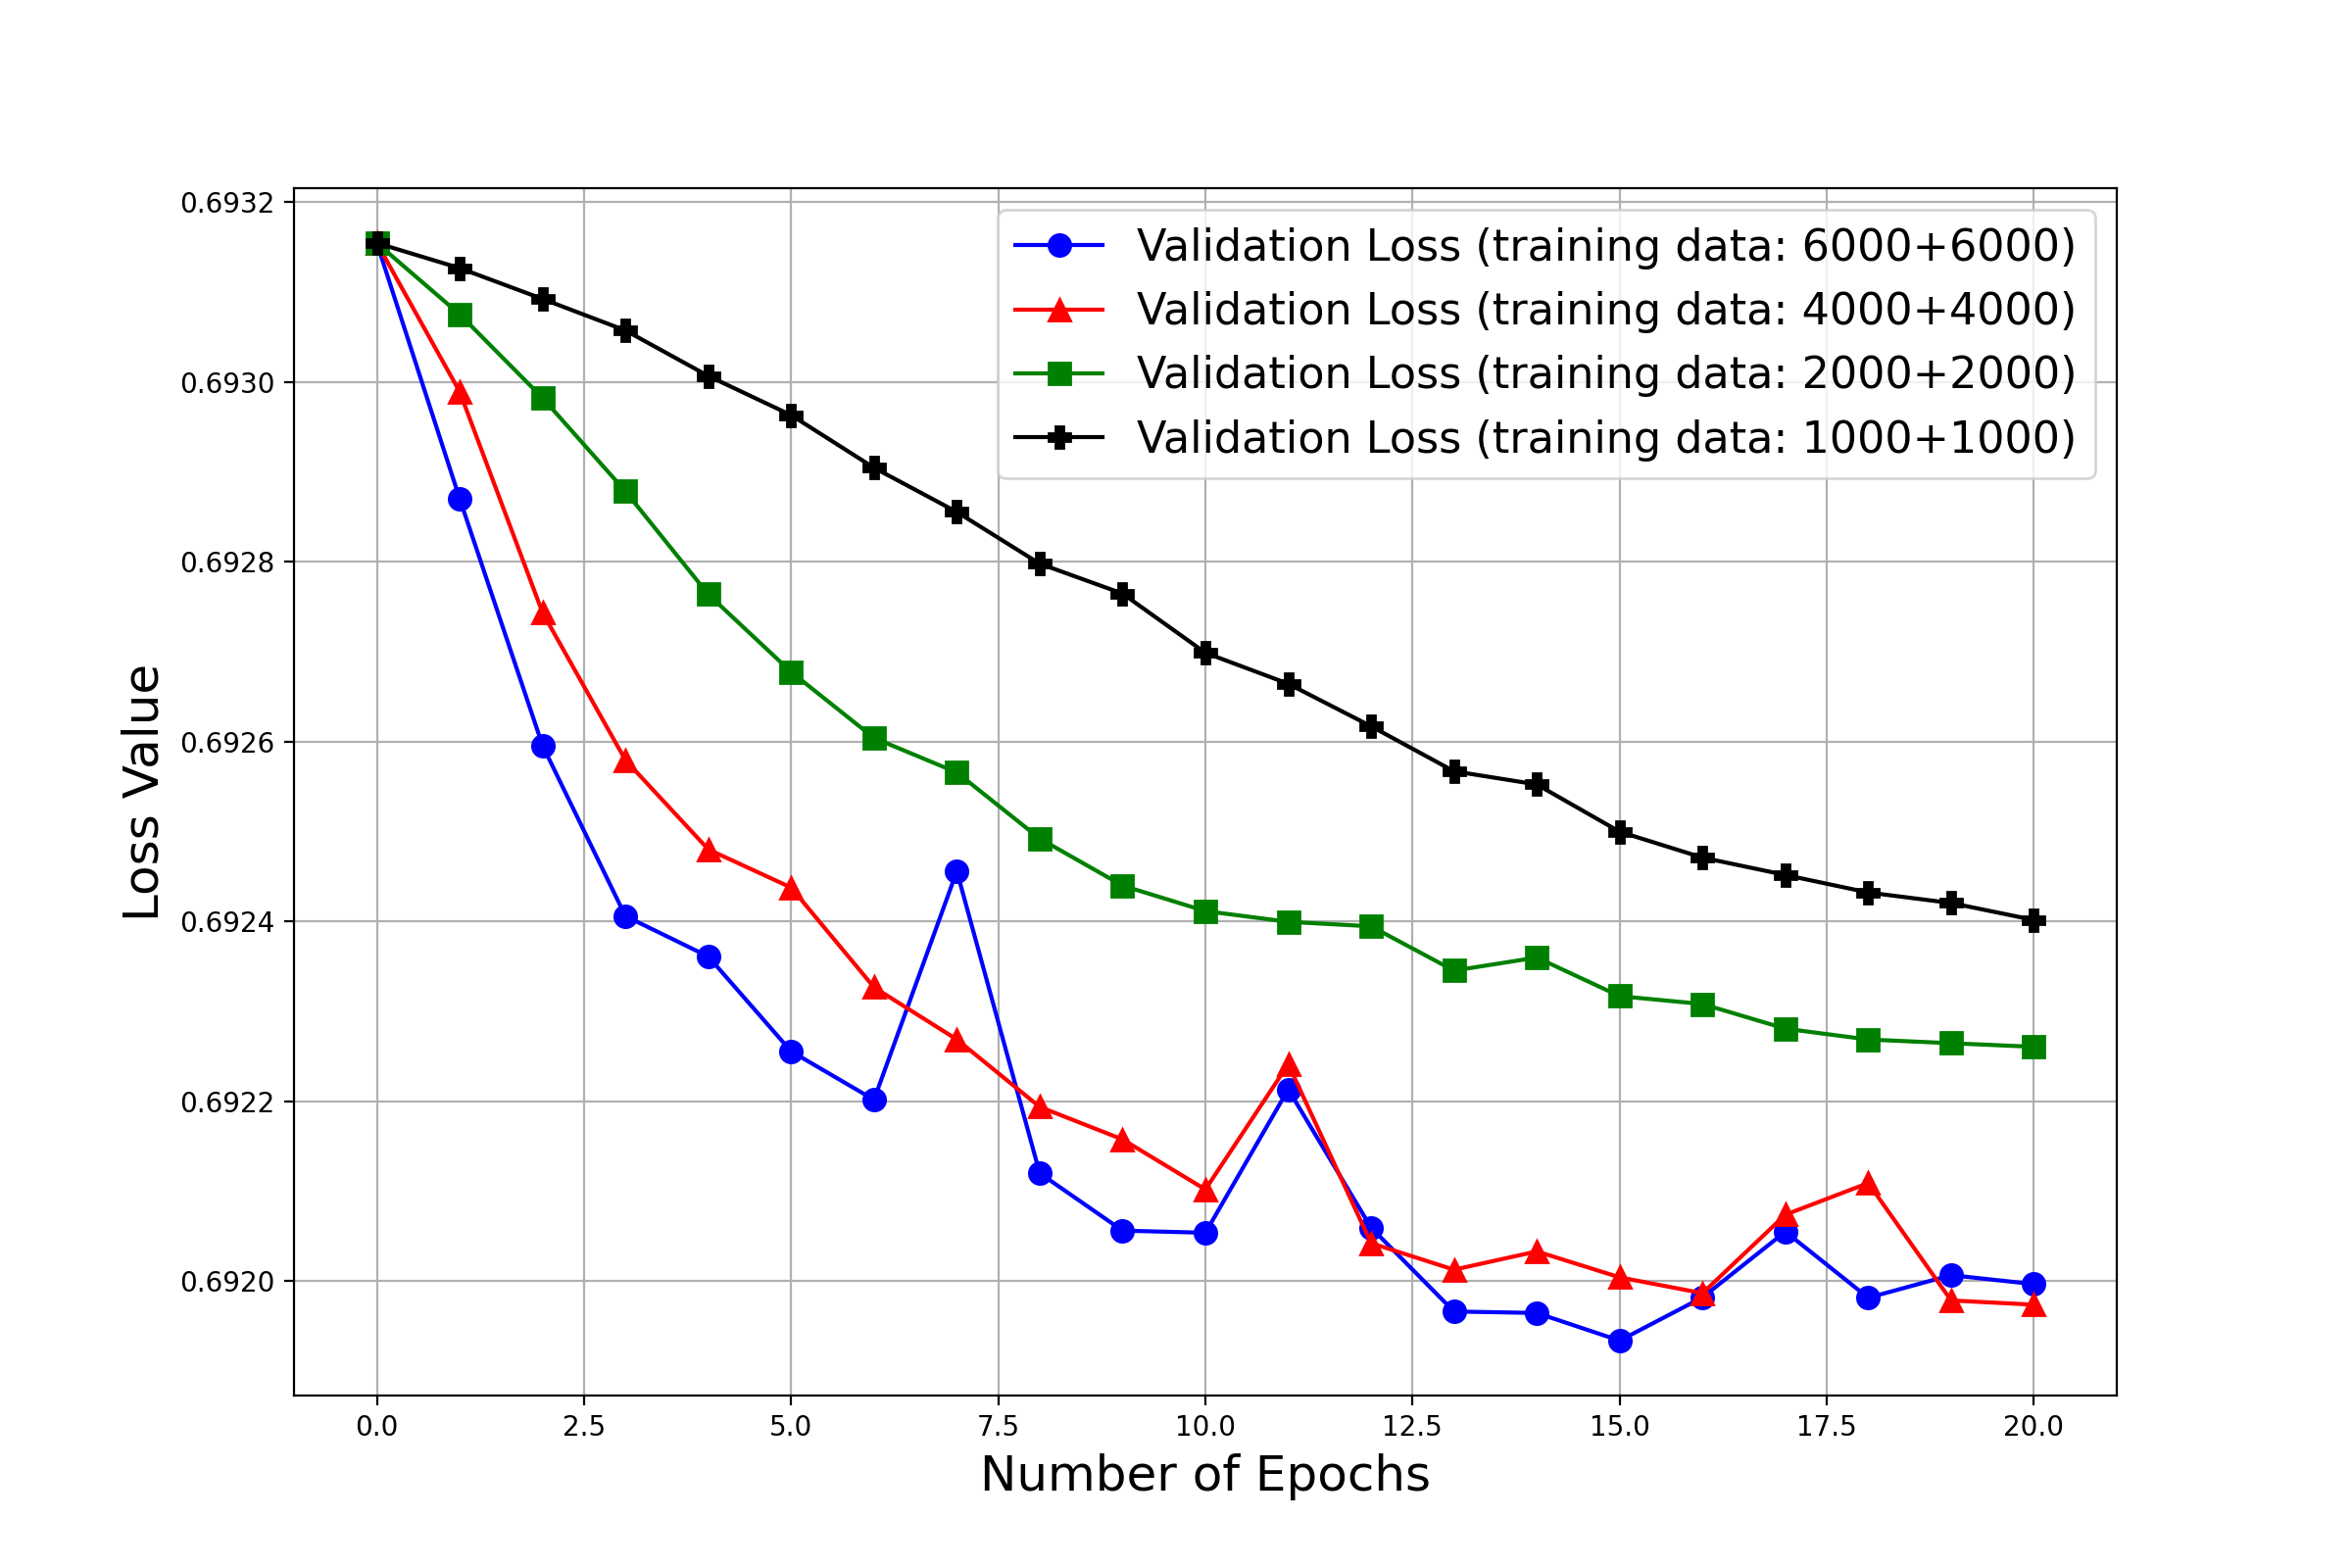 0.6932
0.6930
0.6928
0.6926
0.6924
0.6922
0.6920
Loss Value
Validation Loss (training data: 6000+6000)
Validation Loss (training data: 4000+4000)
Validation Loss (training data: 2000+2000)
Validation Loss (training data: 1000+1000)
0.0 2.5 5.0 7.5 10.0 12.5 15.0 17.5 20.0
Number of Epochs